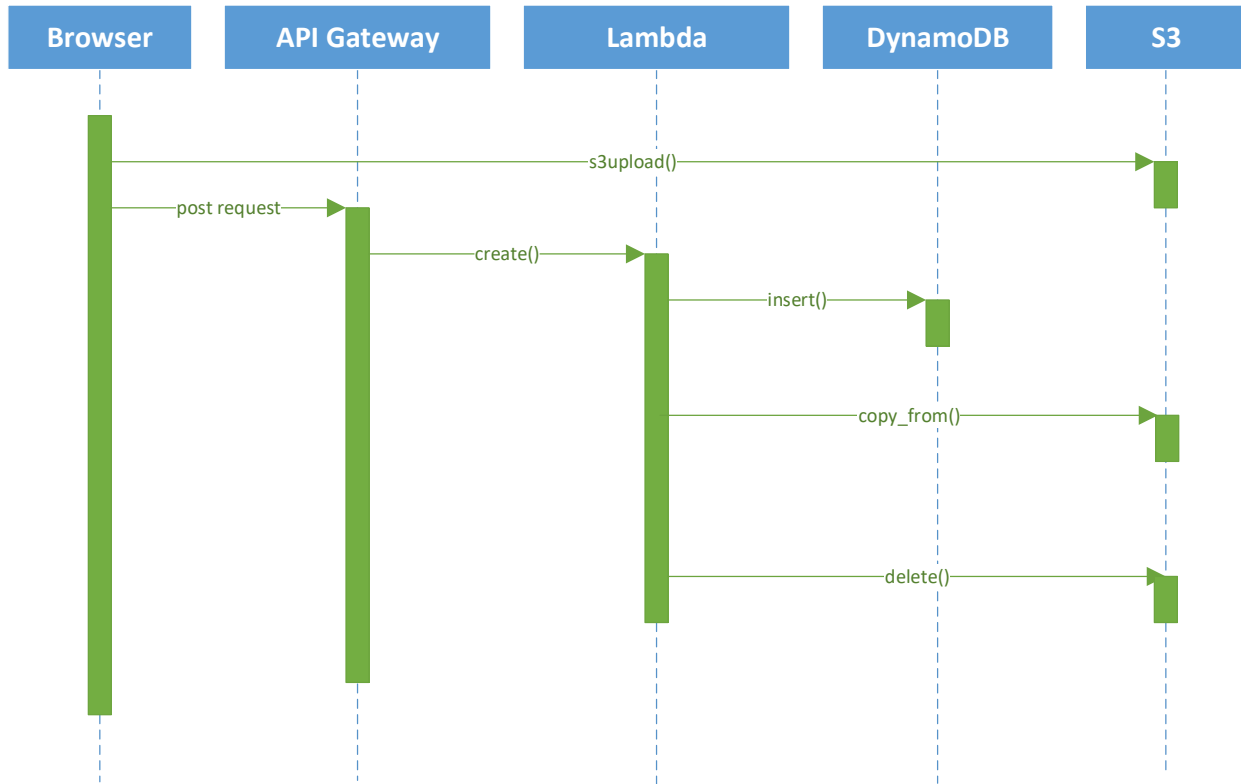 Browser
API Gateway
Lambda
DynamoDB
S3
s3upload()
post request
create()
insert()
copy_from()
delete()